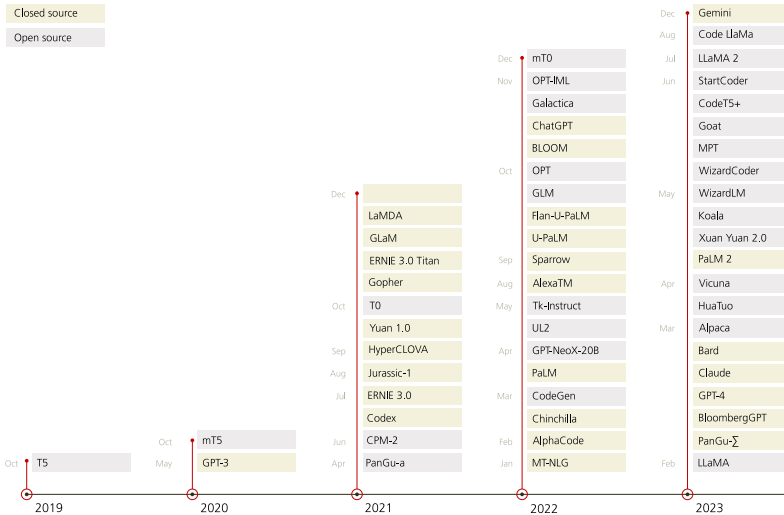 Closed source
Open source
Oct T5
2019
Oct mT5
May GPT-3
2020
Dec
LaMDA
GLaM
ERNIE 3.0 Titan
Gopher
Oct T0
Yuan 1.0
Sep HyperCLOVA
Aug Jurassic-1
Jul ERNIE 3.0
Codex
Jun CPM-2
Apr PanGu-a
2021
Dec mT0
Nov OPT-IML
Galactica
ChatGPT
BLOOM
Oct OPT
GLM
Flan-U-PaLM
U-PaLM
Sep Sparrow
Aug AlexaTM
May Tk-Instruct
UL2
Apr GPT-NeoX-20B
PaLM
Mar CodeGen
Chinchilla
Feb AlphaCode
Jan MT-NLG
2022
Dec Gemini
Aug Code LlaMa
Jul LLaMA 2
Jun StartCoder
CodeT5+
Goat
MPT
WizardCoder
May WizardLM
Koala
Xuan Yuan 2.0
PaLM 2
Apr Vicuna
HuaTuo
Mar Alpaca
Bard
Claude
GPT-4
BloombergGPT
PanGu-∑
Feb LLaMA
2023